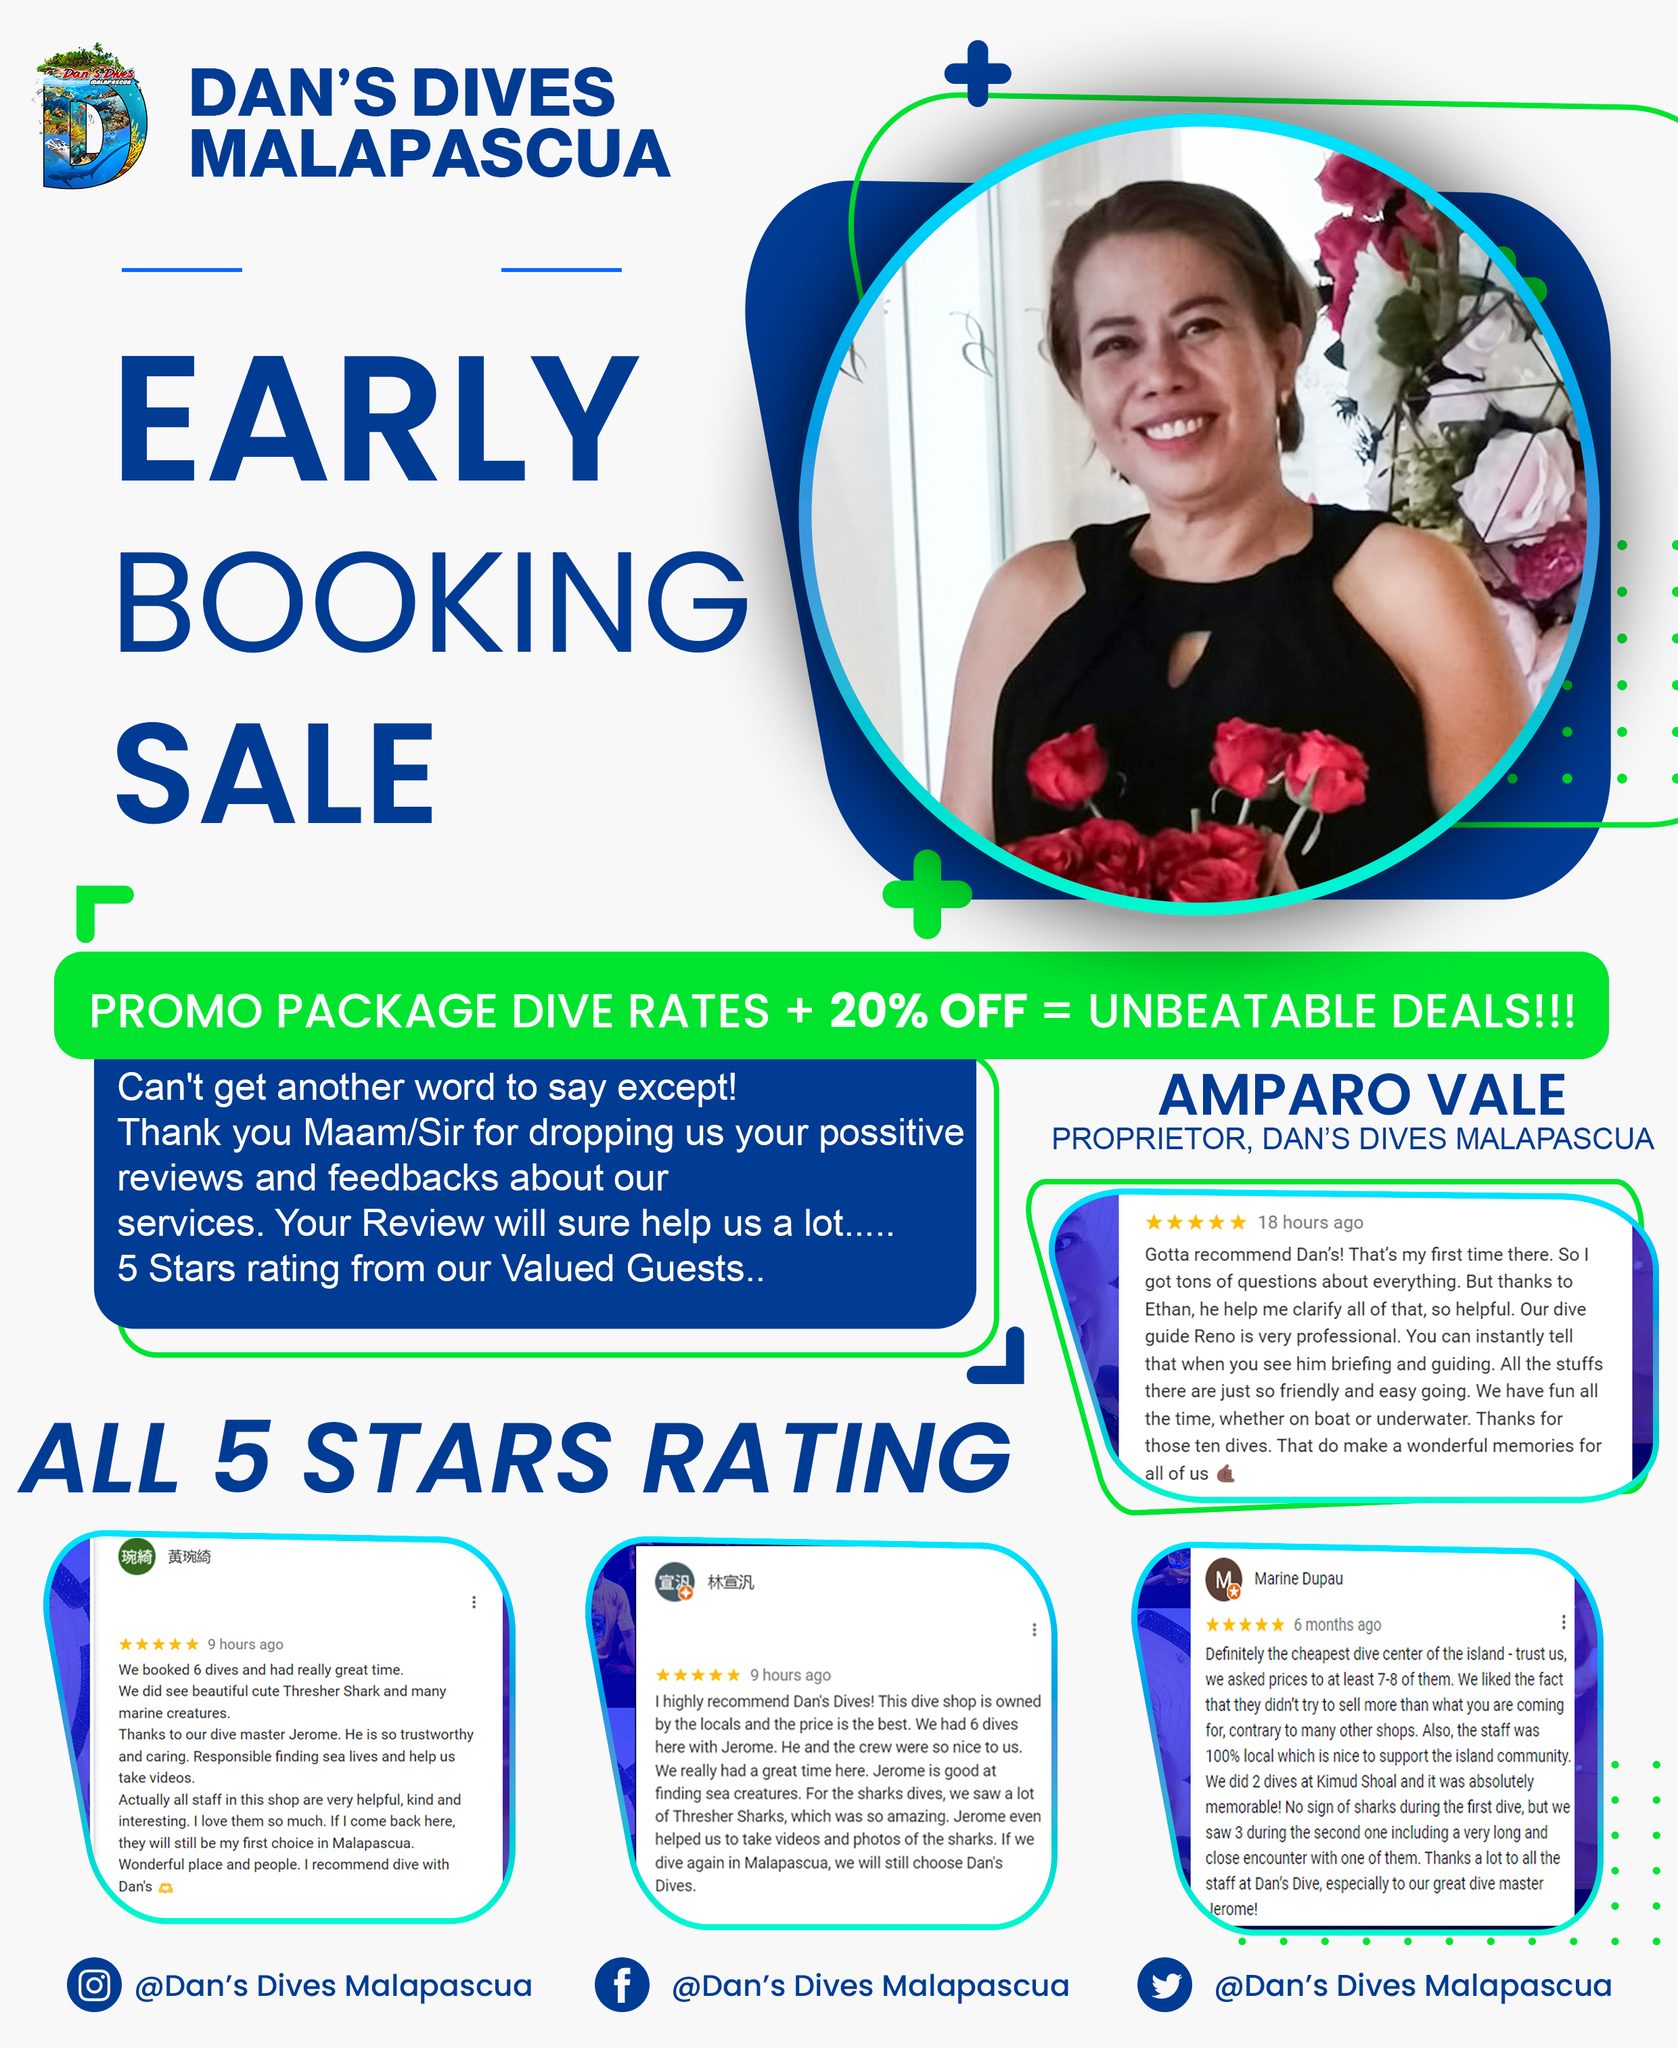 Dan's Dives
MALAPASCUA
DAN'S DIVES
MALAPASCUA
EARLY
BOOKING
SALE
PROMO PACKAGE DIVE RATES + 20% OFF = UNBEATABLE DEALS!!!
Can't get another word to say except!
Thank you Maam/Sir for dropping us your possitive
reviews and feedbacks about our
services. Your Review will sure help us a lot.....
5 Stars rating from our Valued Guests..
AMPARO VALE
PROPRIETOR, DAN'S DIVES MALAPASCUA
18 hours ago
Gotta recommend Dan's! That's my first time there. So I
got tons of questions about everything. But thanks to
Ethan, he help me clarify all of that, so helpful. Our dive
guide Reno is very professional. You can instantly tell
that when you see him briefing and guiding. All the stuffs
there are just so friendly and easy going. We have fun all
the time, whether on boat or underwater. Thanks for
those ten dives. That do make a wonderful memories for
all of us 🤙🏾
ALL 5 STARS RATING
琬綺 黃琬綺
9 hours ago
We booked 6 dives and had really great time.
We did see beautiful cute Thresher Shark and many
marine creatures.
Thanks to our dive master Jerome. He is so trustworthy
and caring. Responsible finding sea lives and help us
take videos.
Actually all staff in this shop are very helpful, kind and
interesting. I love them so much. If I come back here,
they will still be my first choice in Malapascua.
Wonderful place and people. I recommend dive with
Dan's 🫶
宣汎 林宣汎
9 hours ago
I highly recommend Dan's Dives! This dive shop is owned
by the locals and the price is the best. We had 6 dives
here with Jerome. He and the crew were so nice to us.
We really had a great time here. Jerome is good at
finding sea creatures. For the sharks dives, we saw a lot
of Thresher Sharks, which was so amazing. Jerome even
helped us to take videos and photos of the sharks. If we
dive again in Malapascua, we will still choose Dan's
Dives.
M Marine Dupau
6 months ago
Definitely the cheapest dive center of the island - trust us,
we asked prices to at least 7-8 of them. We liked the fact
that they didn't try to sell more than what you are coming
for, contrary to many other shops. Also, the staff was
100% local which is nice to support the island community.
We did 2 dives at Kimud Shoal and it was absolutely
memorable! No sign of sharks during the first dive, but we
saw 3 during the second one including a very long and
close encounter with one of them. Thanks a lot to all the
staff at Dan's Dive, especially to our great dive master
Jerome!
@Dan's Dives Malapascua
@Dan's Dives Malapascua
@Dan's Dives Malapascua